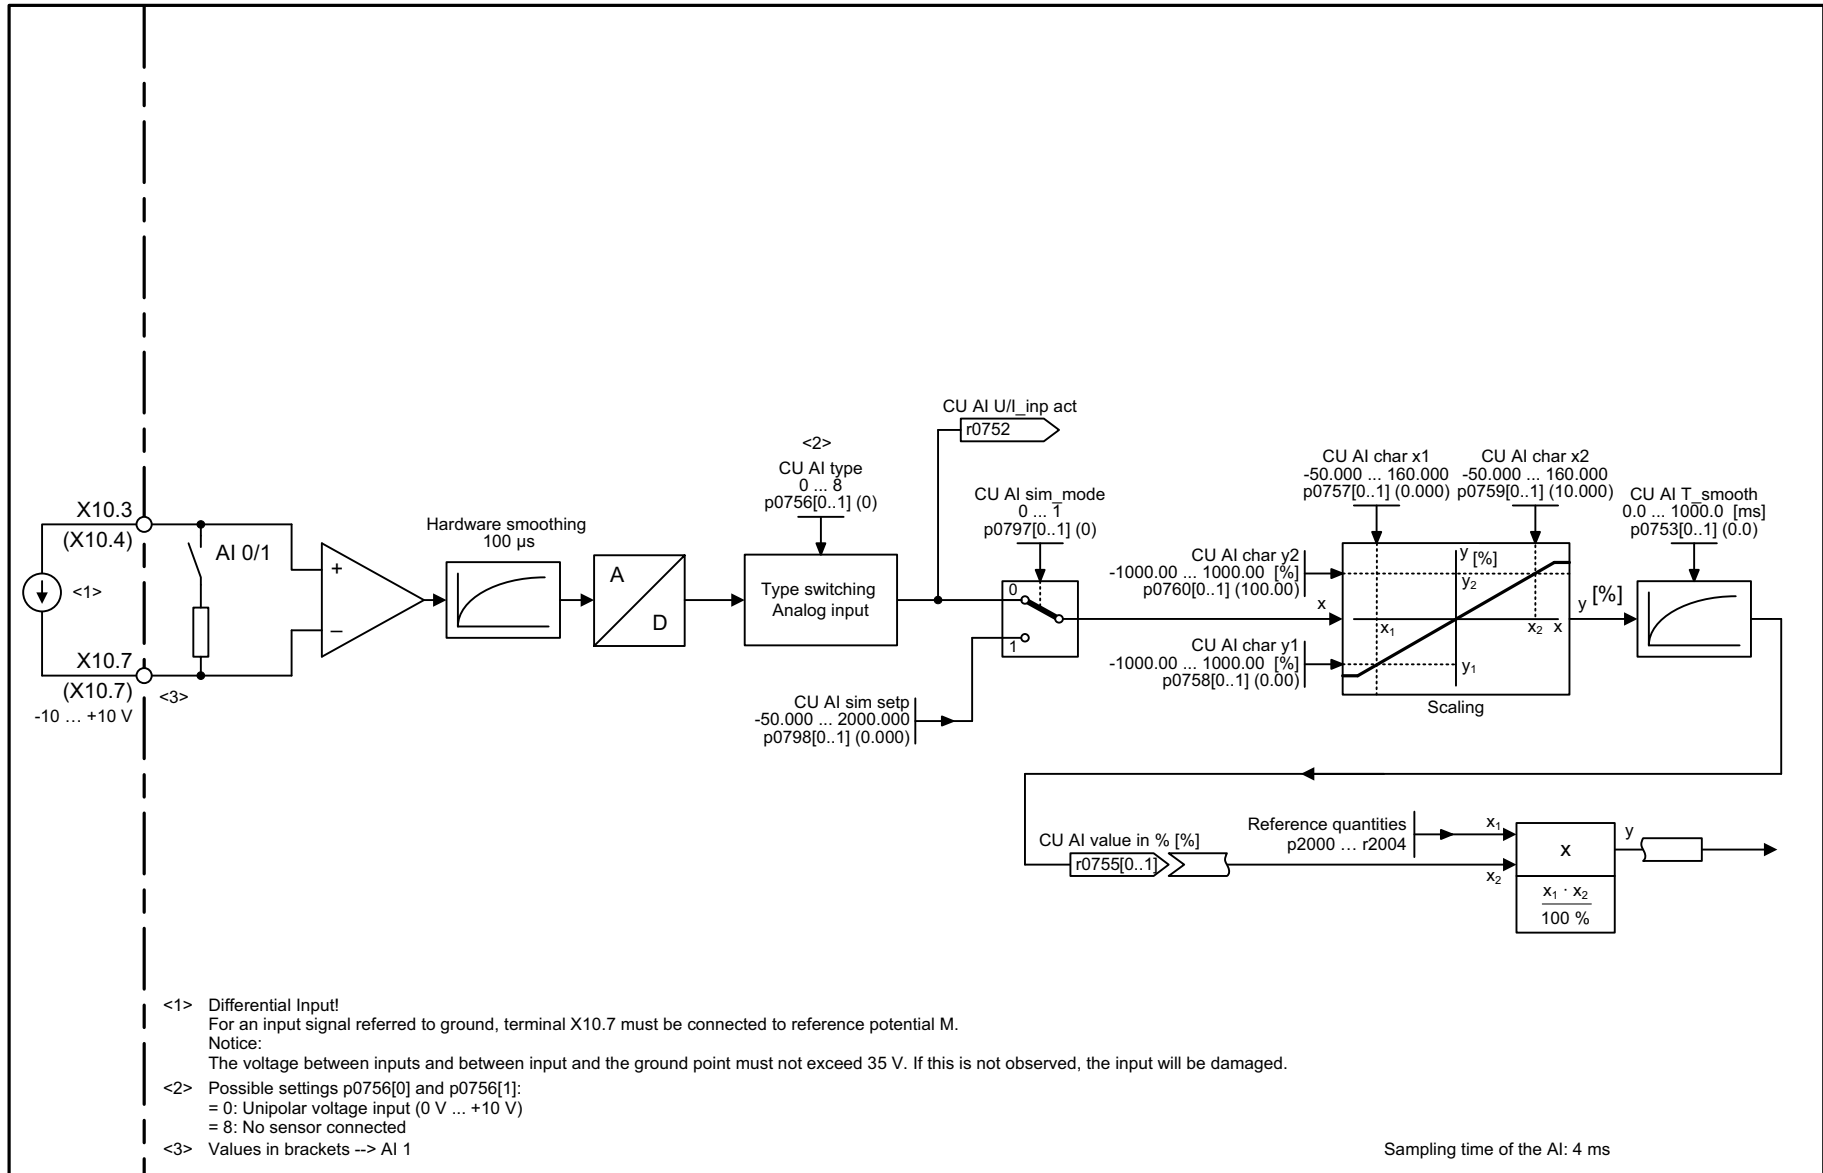 CU AI U/I_inp act
r0752
<2>
CU AI type
0 ... 8
p0756[0..1] (0)
CU AI sim_mode
0 ... 1
p0797[0..1] (0)
CU AI char x1
-50.000 ... 160.000
p0757[0..1] (0.000)
CU AI char x2
-50.000 ... 160.000
p0759[0..1] (10.000)
CU AI T_smooth
0.0 ... 1000.0 [ms]
p0753[0..1] (0.0)
X10.3
(X10.4)
AI 0/1
<1>
X10.7
(X10.7)
-10 ... +10 V
<3>
+
–
Hardware smoothing
100 µs
A
D
Type switching
Analog input
0
1
CU AI char y2
-1000.00 ... 1000.00 [%]
p0760[0..1] (100.00)
x
CU AI char y1
-1000.00 ... 1000.00 [%]
p0758[0..1] (0.00)
y [%]
y2
x1
x2 x
y1
Scaling
y [%]
CU AI sim setp
-50.000 ... 2000.000
p0798[0..1] (0.000)
CU AI value in % [%]
r0755[0..1]
Reference quantities
p2000 ... r2004
x1
x2
x
x1 · x2
100 %
y
<1> Differential Input!
For an input signal referred to ground, terminal X10.7 must be connected to reference potential M.
Notice:
The voltage between inputs and between input and the ground point must not exceed 35 V. If this is not observed, the input will be damaged.
<2> Possible settings p0756[0] and p0756[1]:
= 0: Unipolar voltage input (0 V ... +10 V)
= 8: No sensor connected
<3> Values in brackets --> AI 1
Sampling time of the AI: 4 ms